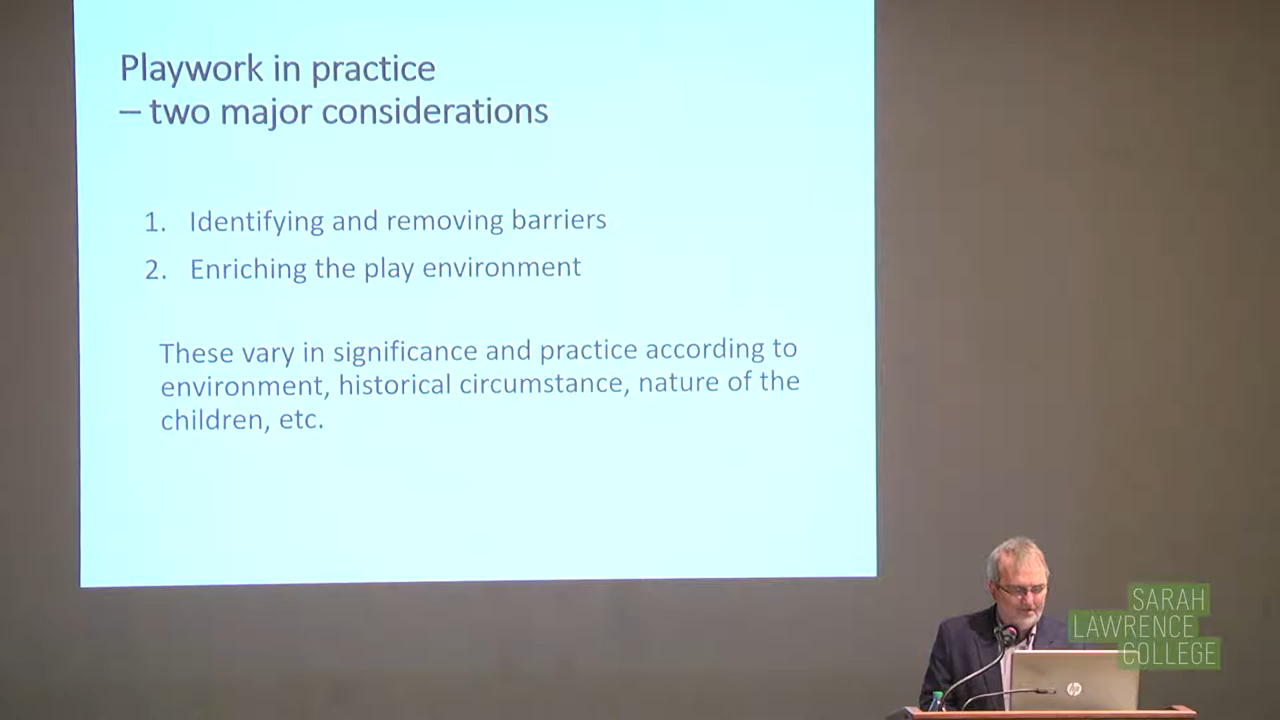 Playwork in practice
– two major considerations
1. Identifying and removing barriers
2. Enriching the play environment
These vary in significance and practice according to
environment, historical circumstance, nature of the
children, etc.
SARAH
LAWRENCE
COLLEGE
hp